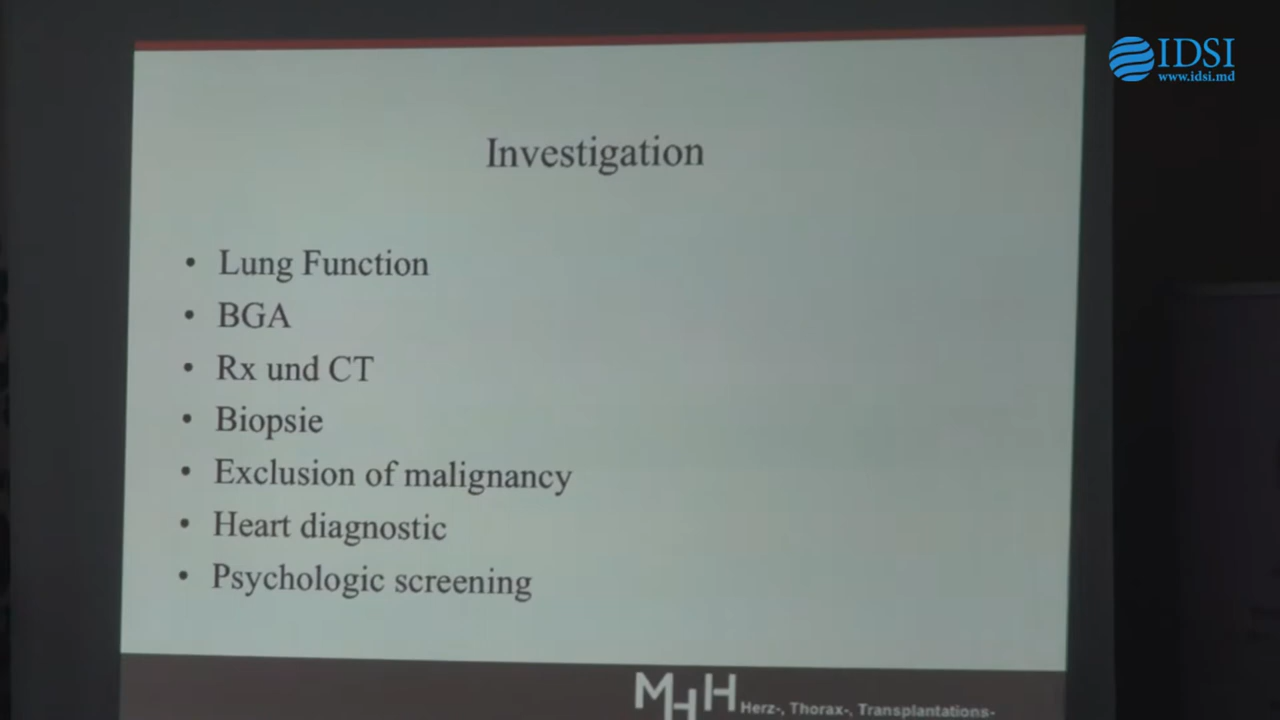 IDSI
www.idsi.md
Investigation
• Lung Function
• BGA
• Rx und CT
• Biopsie
• Exclusion of malignancy
• Heart diagnostic
• Psychologic screening
MHH Herz-, Thorax-, Transplantations-